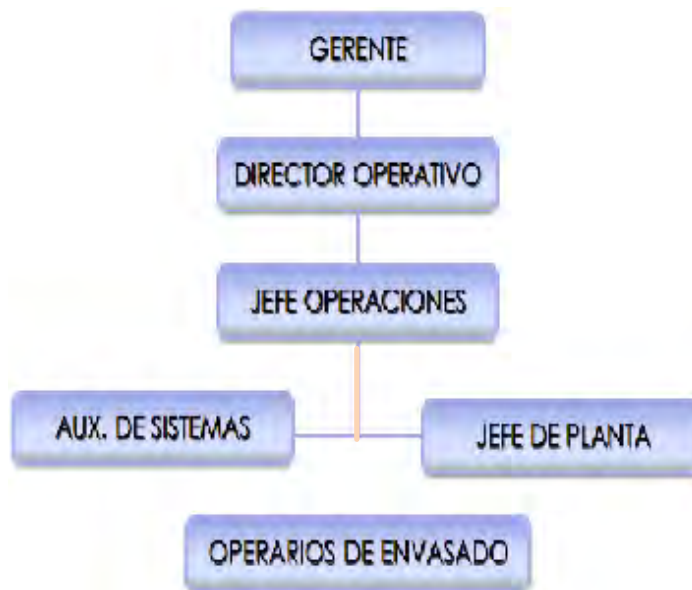 GERENTE
DIRECTOR OPERATIVO
JEFE OPERACIONES
AUX. DE SISTEMAS
JEFE DE PLANTA
OPERARIOS DE ENVASADO